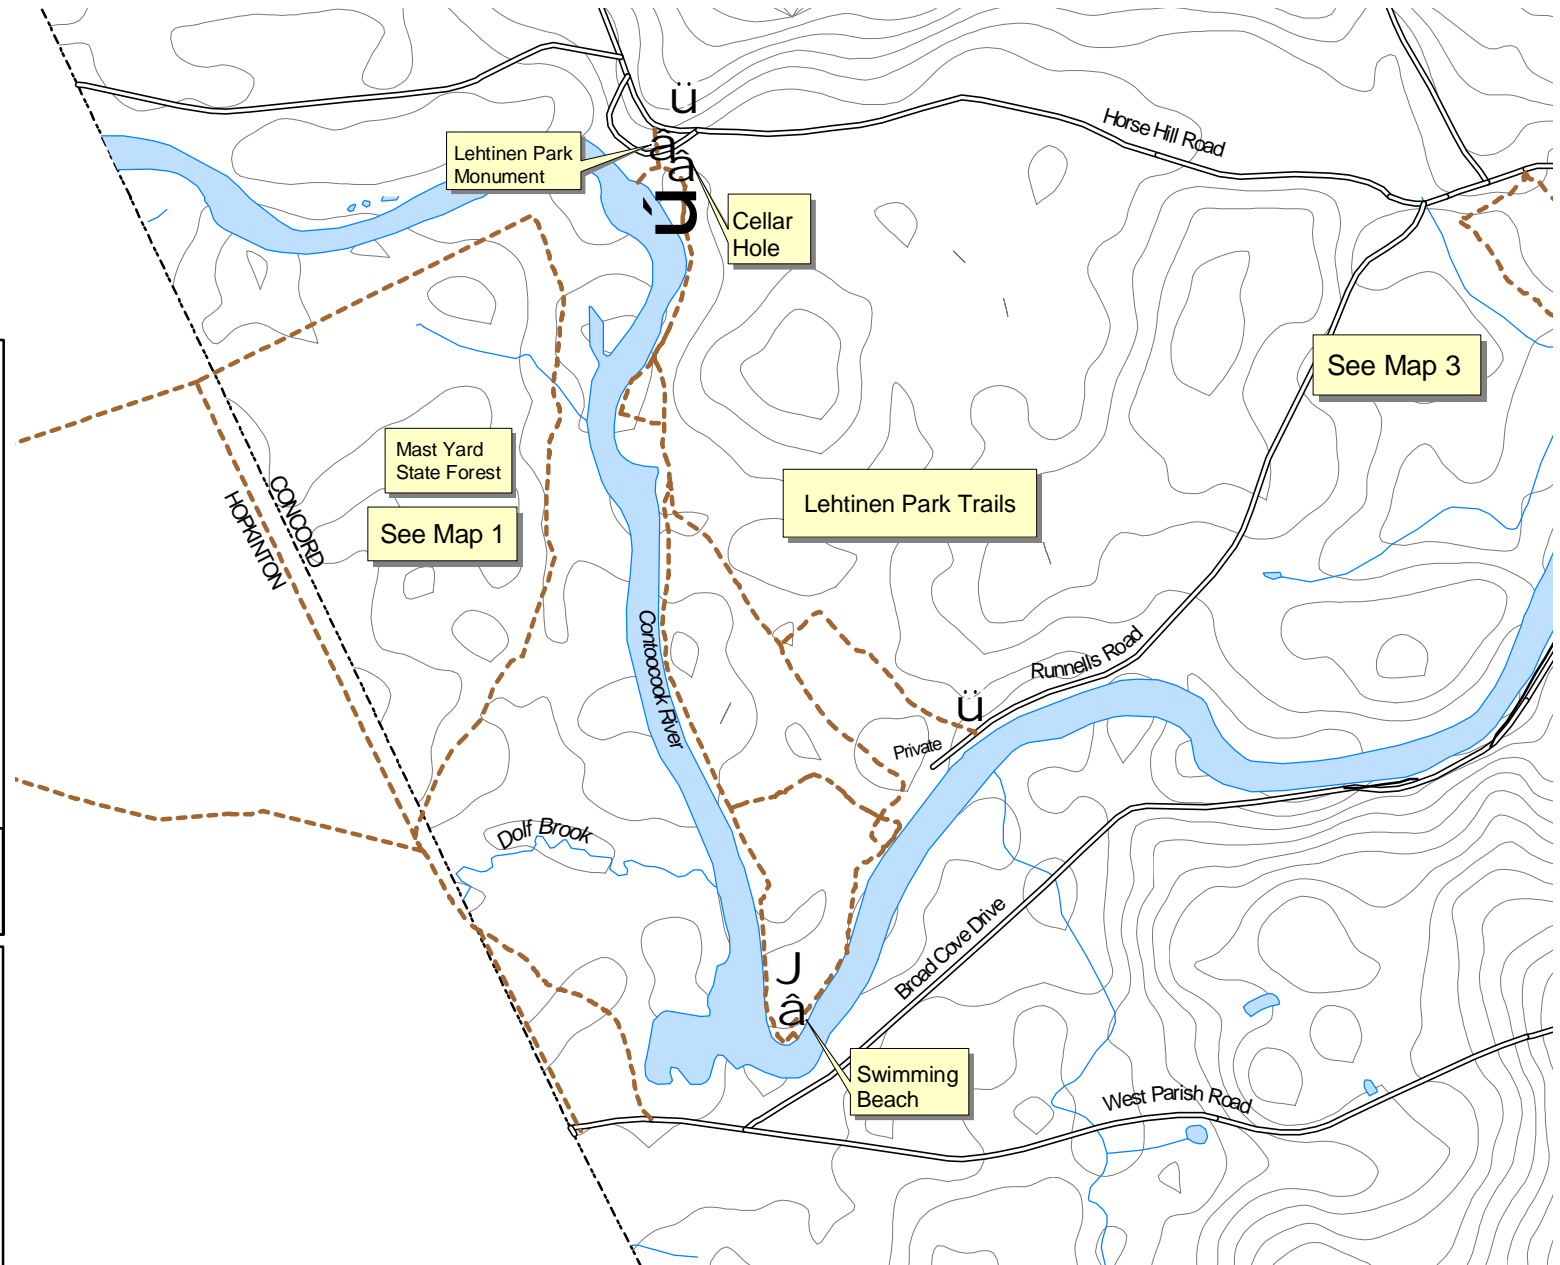 ü
Horse Hill Road
Lehtinen Park
Monument
â
â
Ù
Cellar
Hole
See Map 3
Mast Yard
State Forest
Lehtinen Park Trails
See Map 1
CONCORD
HOPKINTON
Contoocook River
Runnells Road
ü
Private
Dolf Brook
Broad Cove Drive
J
â
Swimming
Beach
West Parish Road